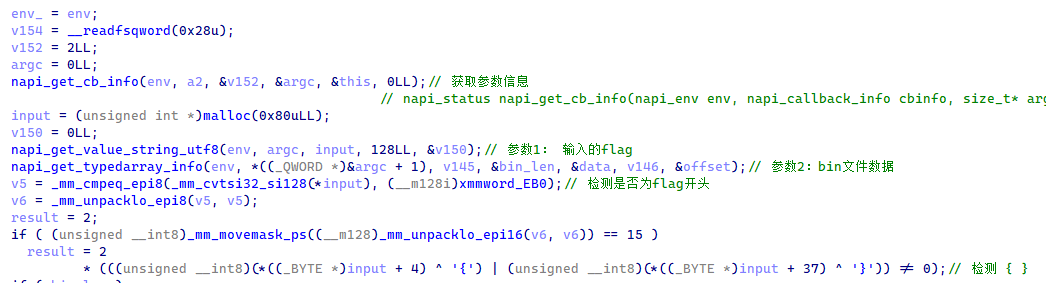 env_ = env;
v154 = __readfsqword(0x28u);
v152 = 2LL;
argc = 0LL;
napi_get_cb_info(env, a2, &v152, &argc, &this, 0LL);// 获取参数信息
// napi_status napi_get_cb_info(napi_env env, napi_callback_info cbinfo, size_t* arg
input = (unsigned int *)malloc(0x80uLL);
v150 = 0LL;
napi_get_value_string_utf8(env, argc, input, 128LL, &v150);// 参数1： 输入的flag
napi_get_typedarray_info(env, *((_QWORD *)&argc + 1), v145, &bin_len, &data, v146, &offset);// 参数2：bin文件数据
v5 = _mm_cmpeq_epi8(_mm_cvtsi32_si128(*input), (__m128i)xmmword_EB0);// 检测是否为flag开头
v6 = _mm_unpacklo_epi8(v5, v5);
result = 2;
if ( (unsigned __int8)_mm_movemask_ps((__m128)_mm_unpacklo_epi16(v6, v6)) == 15 )
result = 2
* (((unsigned __int8)(*((_BYTE *)input + 4) ^ '{') | (unsigned __int8)(*((_BYTE *)input + 37) ^ '}')) ≠ 0);// 检测 { }